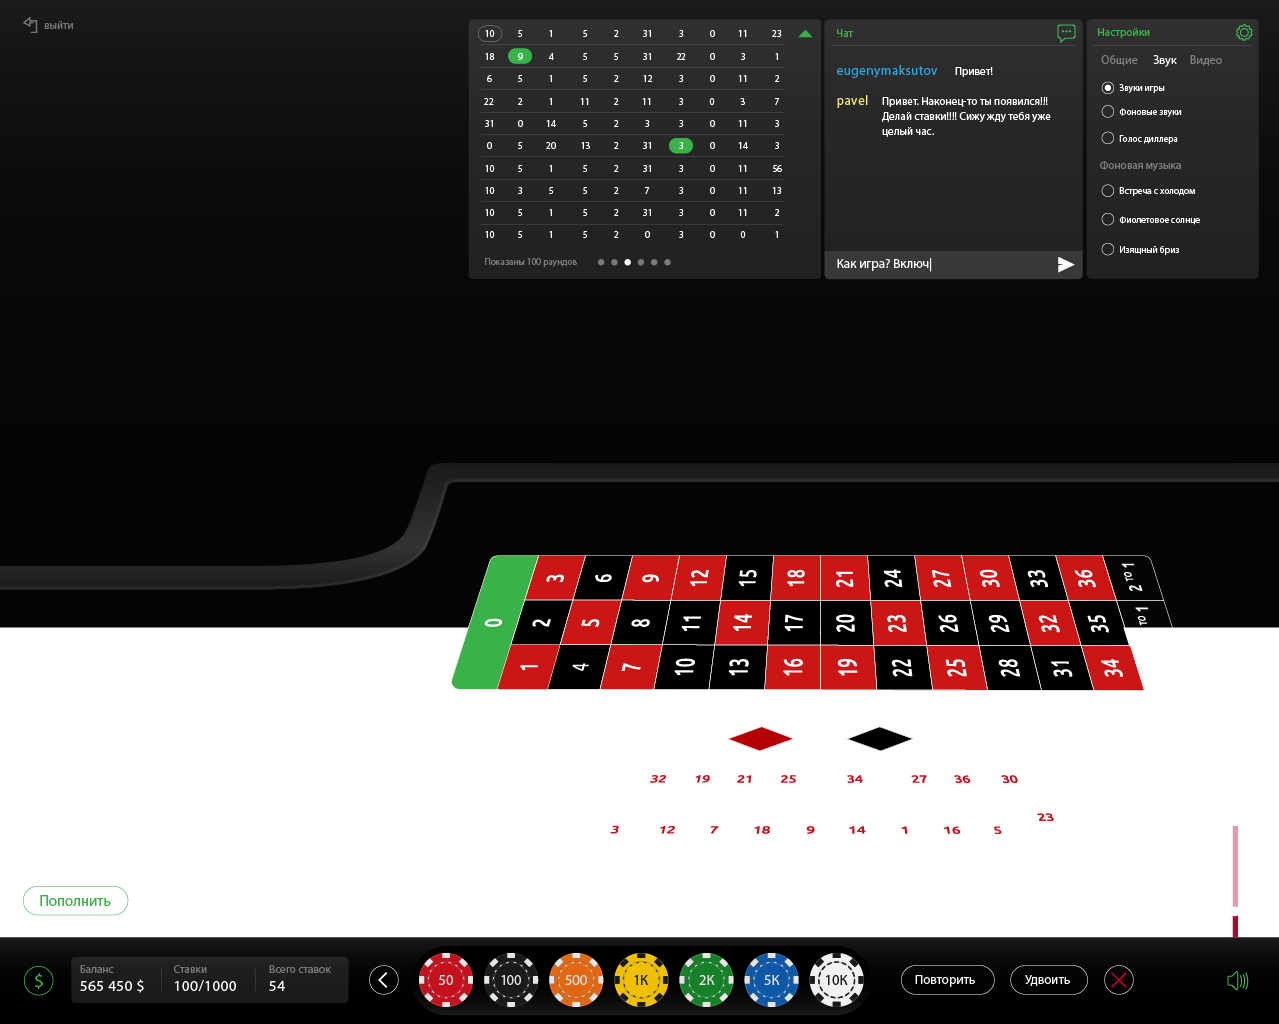 выйти
10 5 1 5 2 31 3 0 11 23
18 9 4 5 5 31 22 0 3 1
6 5 1 5 2 12 3 0 11 2
22 2 1 11 2 11 3 0 3 7
31 0 14 5 2 3 3 0 11 3
0 5 20 13 2 31 3 0 14 3
10 5 1 5 2 31 3 0 11 56
10 3 5 5 2 7 3 0 11 13
10 5 1 5 2 31 3 0 11 2
10 5 1 5 2 0 3 0 0 1
Показаны 100 раундов
Чат
eugenymaksutov Привет!
pavel Привет. Наконец-то ты появился!!!
Делай ставки!!!! Сижу жду тебя уже
целый час.
Как игра? Включ
Настройки
Общие Звук Видео
Звуки игры
Фоновые звуки
Голос диллера
Фоновая музыка
Встреча с холодом
Фиолетовое солнце
Изящный бриз
3 6 9 12 15 18 21 24 27 30 33 36 2 TO 1
0 2 5 8 11 14 17 20 23 26 29 32 35 TO 1
1 4 7 10 13 16 19 22 25 28 31 34
32 19 21 25 34 27 36 30
3 12 7 18 9 14 1 16 5 23
Пополнить
$
Баланс
565 450 $
Ставки
100/1000
Всего ставок
54
50 100 500 1K 2K 5K 10K
Повторить
Удвоить